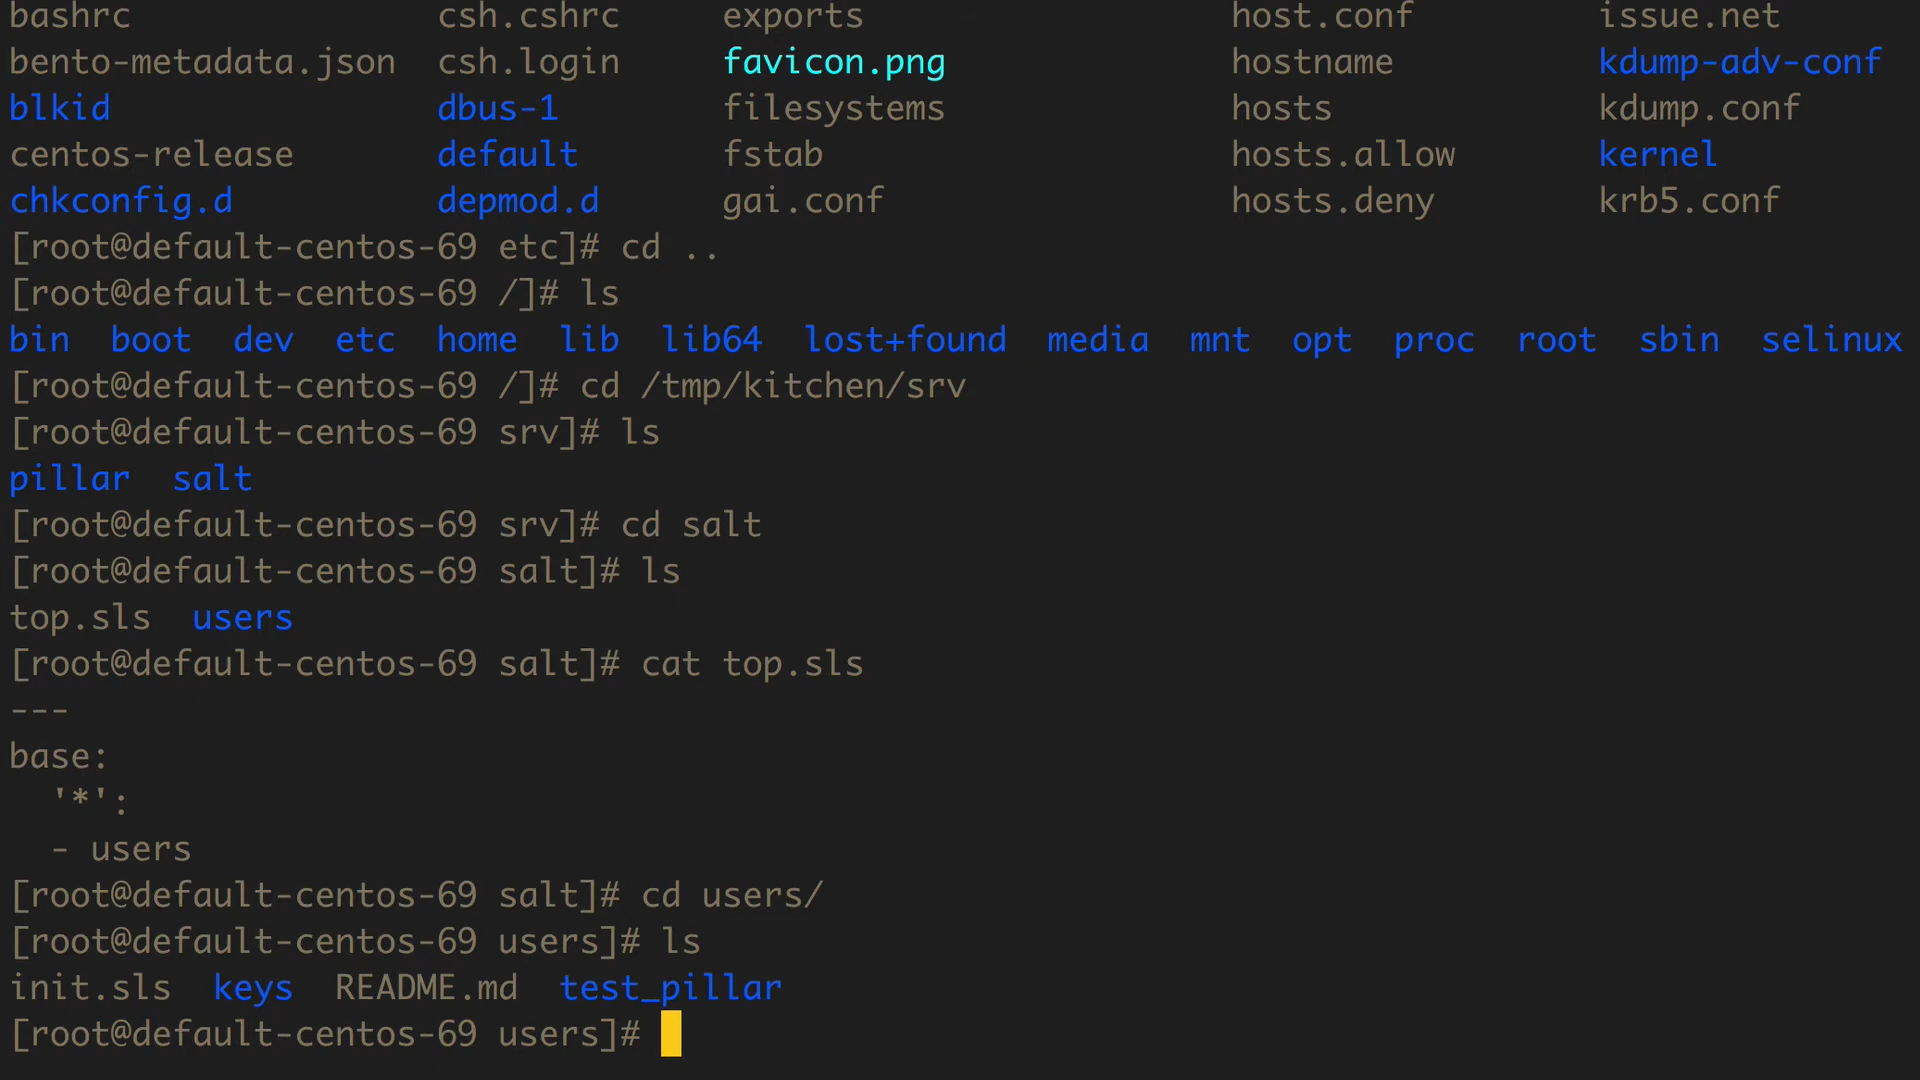 bashrc csh.cshrc exports host.conf issue.net
bento-metadata.json csh.login favicon.png hostname kdump-adv-conf
blkid dbus-1 filesystems hosts kdump.conf
centos-release default fstab hosts.allow kernel
chkconfig.d depmod.d gai.conf hosts.deny krb5.conf
[root@default-centos-69 etc]# cd ..
[root@default-centos-69 /]# ls
bin boot dev etc home lib lib64 lost+found media mnt opt proc root sbin selinux
[root@default-centos-69 /]# cd /tmp/kitchen/srv
[root@default-centos-69 srv]# ls
pillar salt
[root@default-centos-69 srv]# cd salt
[root@default-centos-69 salt]# ls
top.sls users
[root@default-centos-69 salt]# cat top.sls
---
base:
  '*':
  - users
[root@default-centos-69 salt]# cd users/
[root@default-centos-69 users]# ls
init.sls keys README.md test_pillar
[root@default-centos-69 users]#